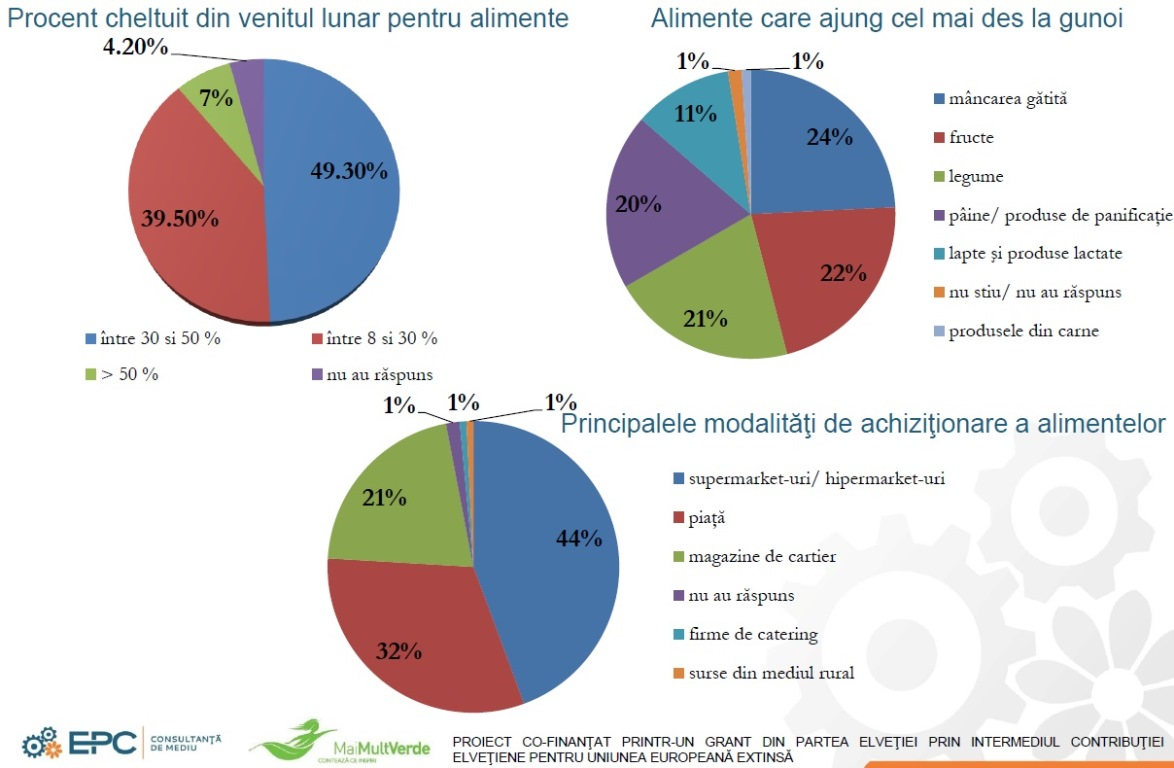 Procent cheltuit din venitul lunar pentru alimente
4.20%
7%
49.30%
39.50%
între 30 si 50 %
între 8 si 30 %
> 50 %
nu au răspuns
Alimente care ajung cel mai des la gunoi
1%
1%
11%
24%
20%
22%
21%
mâncarea gătită
fructe
legume
pâine/ produse de panificaţie
lapte şi produse lactate
nu stiu/ nu au răspuns
produsele din carne
Principalele modalităţi de achiziţionare a alimentelor
1%
1%
1%
21%
44%
32%
supermarket-uri/ hipermarket-uri
piaţă
magazine de cartier
nu au răspuns
firme de catering
surse din mediul rural
EPC
CONSULTANŢĂ
DE MEDIU
MaiMultVerde
CONTEAZĂ CE INSPIRI
PROIECT CO-FINANŢAT PRINTR-UN GRANT DIN PARTEA ELVEŢIEI PRIN INTERMEDIUL CONTRIBUŢIEI
ELVEŢIENE PENTRU UNIUNEA EUROPEANĂ EXTINSĂ